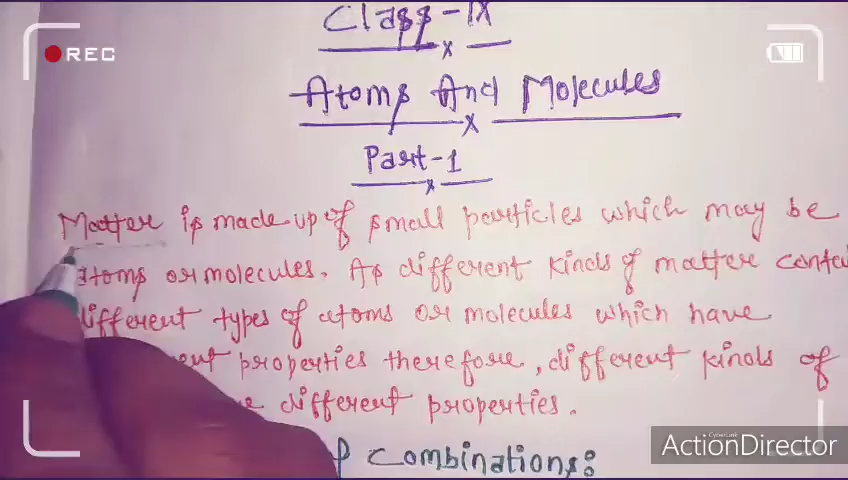 REC
Class-IX
Atoms And Molecules
Part-1
Matter is made up of small particles which may be
atoms or molecules. As different kinds of matter contai
different types of atoms or molecules which have
properties therefore, different kinds of
different properties.
Combinations:
CyberLink
ActionDirector